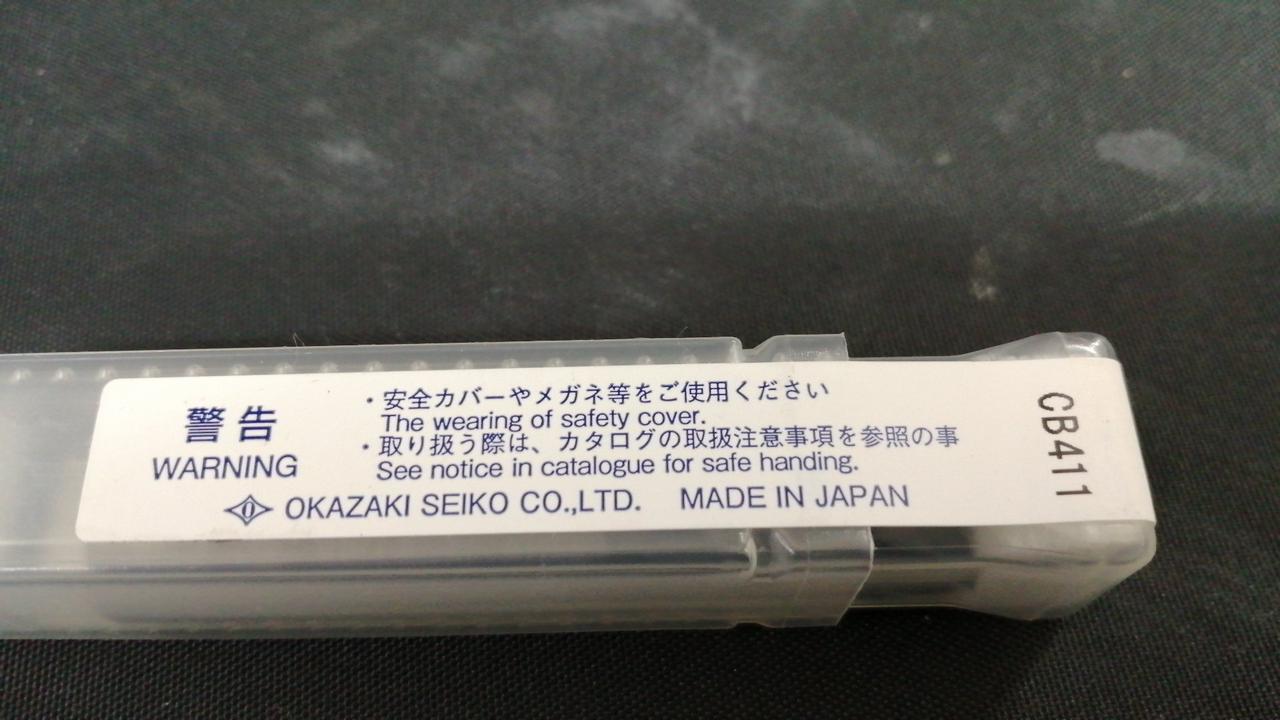 警告
WARNING
・安全カバーやメガネ等をご使用ください
The wearing of safety cover.
・取り扱う際は、カタログの取扱注意事項を参照の事
See notice in catalogue for safe handing.
OKAZAKI SEIKO CO.,LTD. MADE IN JAPAN
CB411